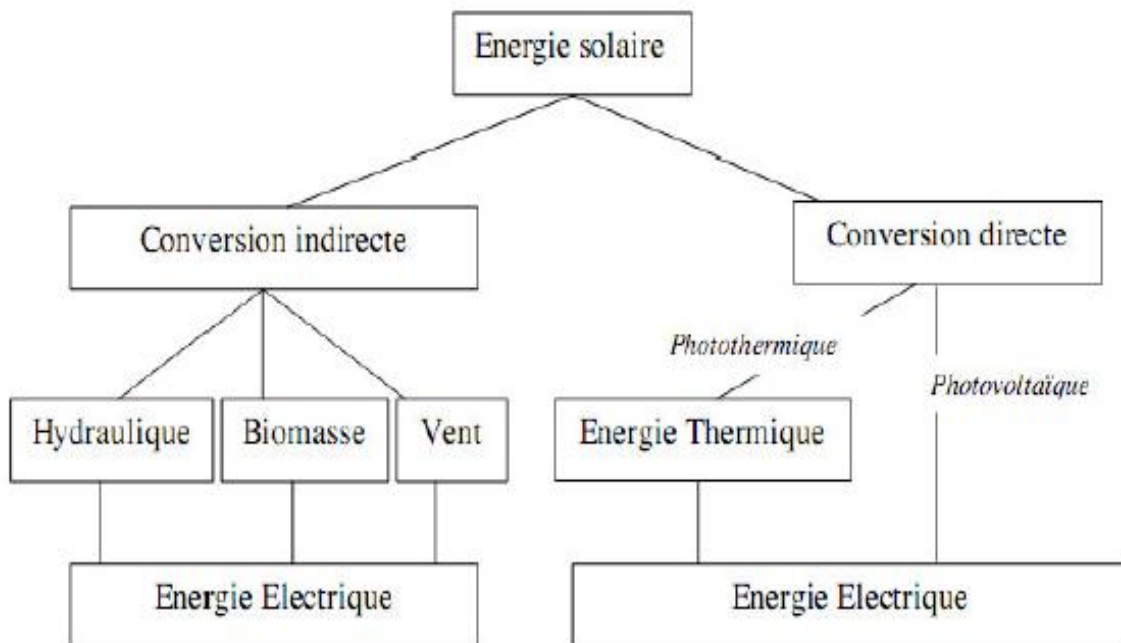 Energie solaire
Conversion indirecte
Conversion directe
Photothermique
Photovoltaïque
Hydraulique
Biomasse
Vent
Energie Thermique
Energie Electrique
Energie Electrique